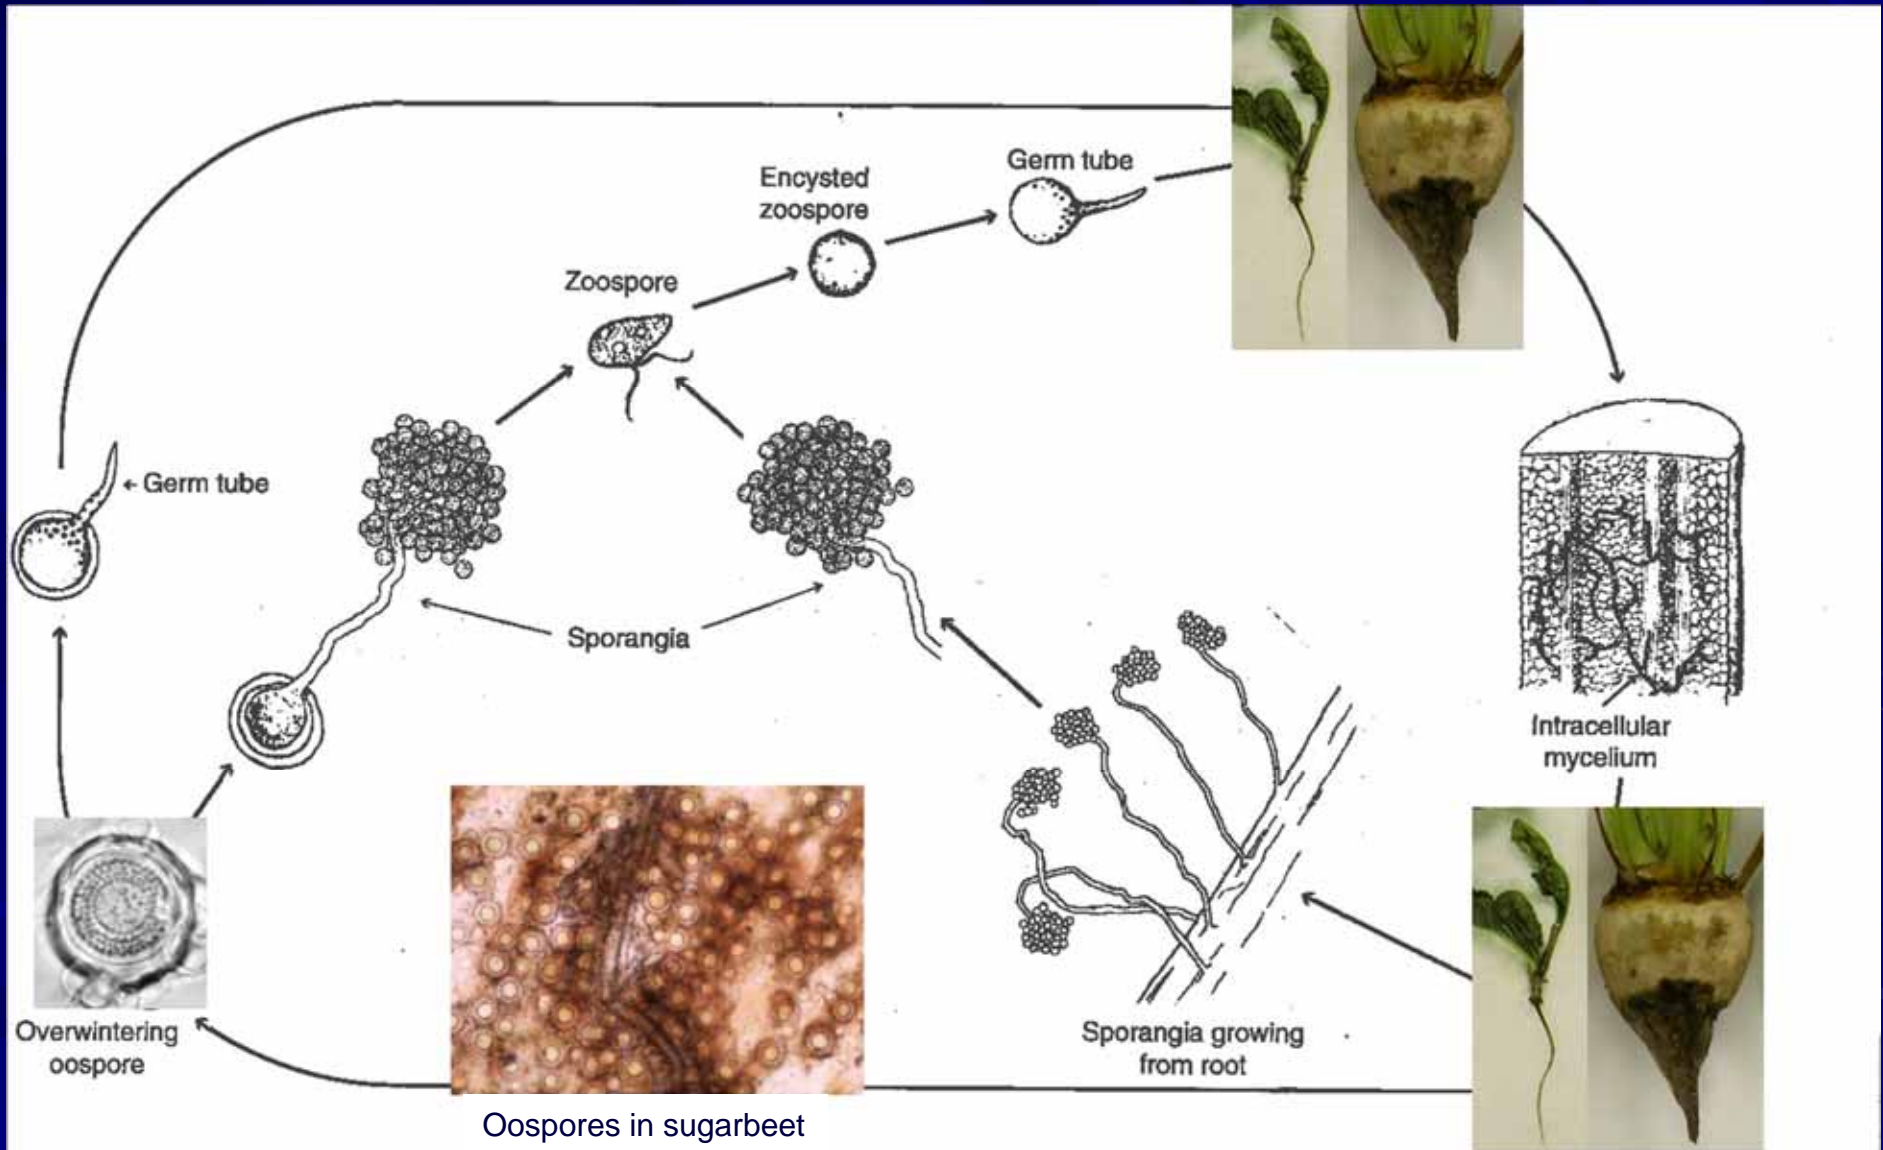 Germ tube
Encysted
zoospore
Zoospore
Germ tube
Sporangia
Intracellular
mycelium
Overwintering
oospore
Sporangia growing
from root
Oospores in sugarbeet